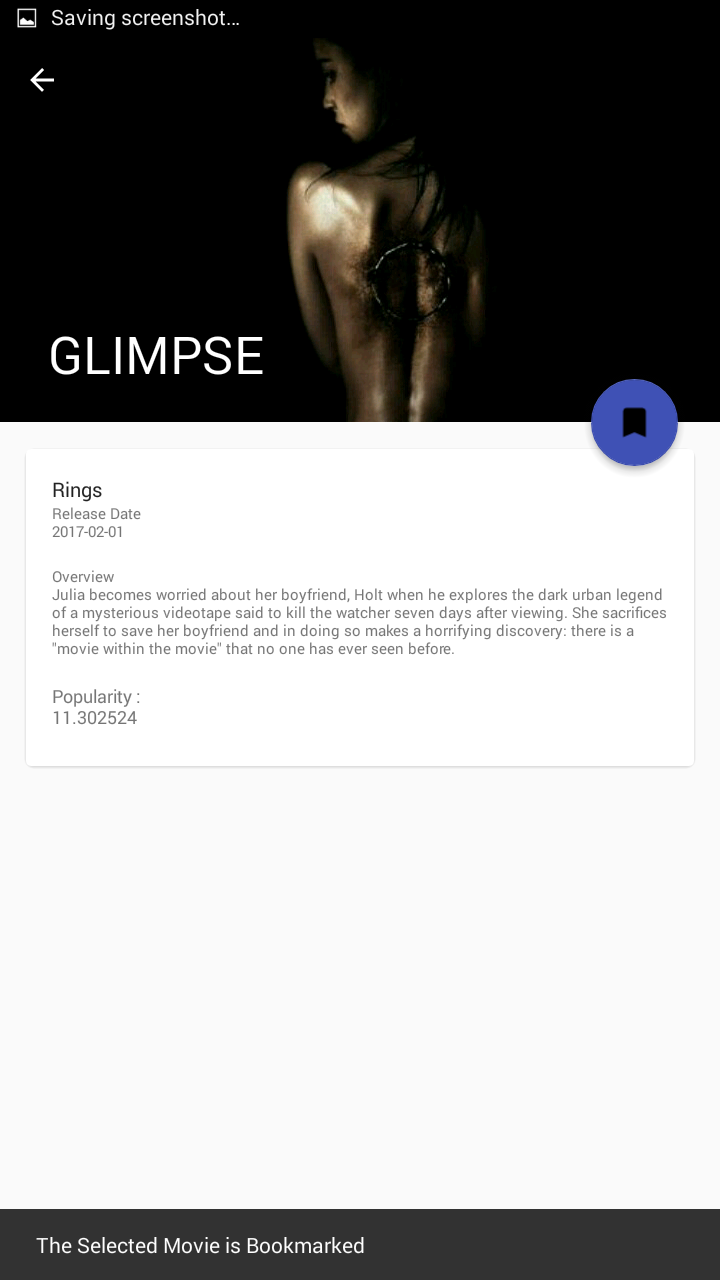 Saving screenshot...
GLIMPSE
Rings
Release Date
2017-02-01
Overview
Julia becomes worried about her boyfriend, Holt when he explores the dark urban legend
of a mysterious videotape said to kill the watcher seven days after viewing. She sacrifices
herself to save her boyfriend and in doing so makes a horrifying discovery: there is a
"movie within the movie" that no one has ever seen before.
Popularity :
11.302524
The Selected Movie is Bookmarked